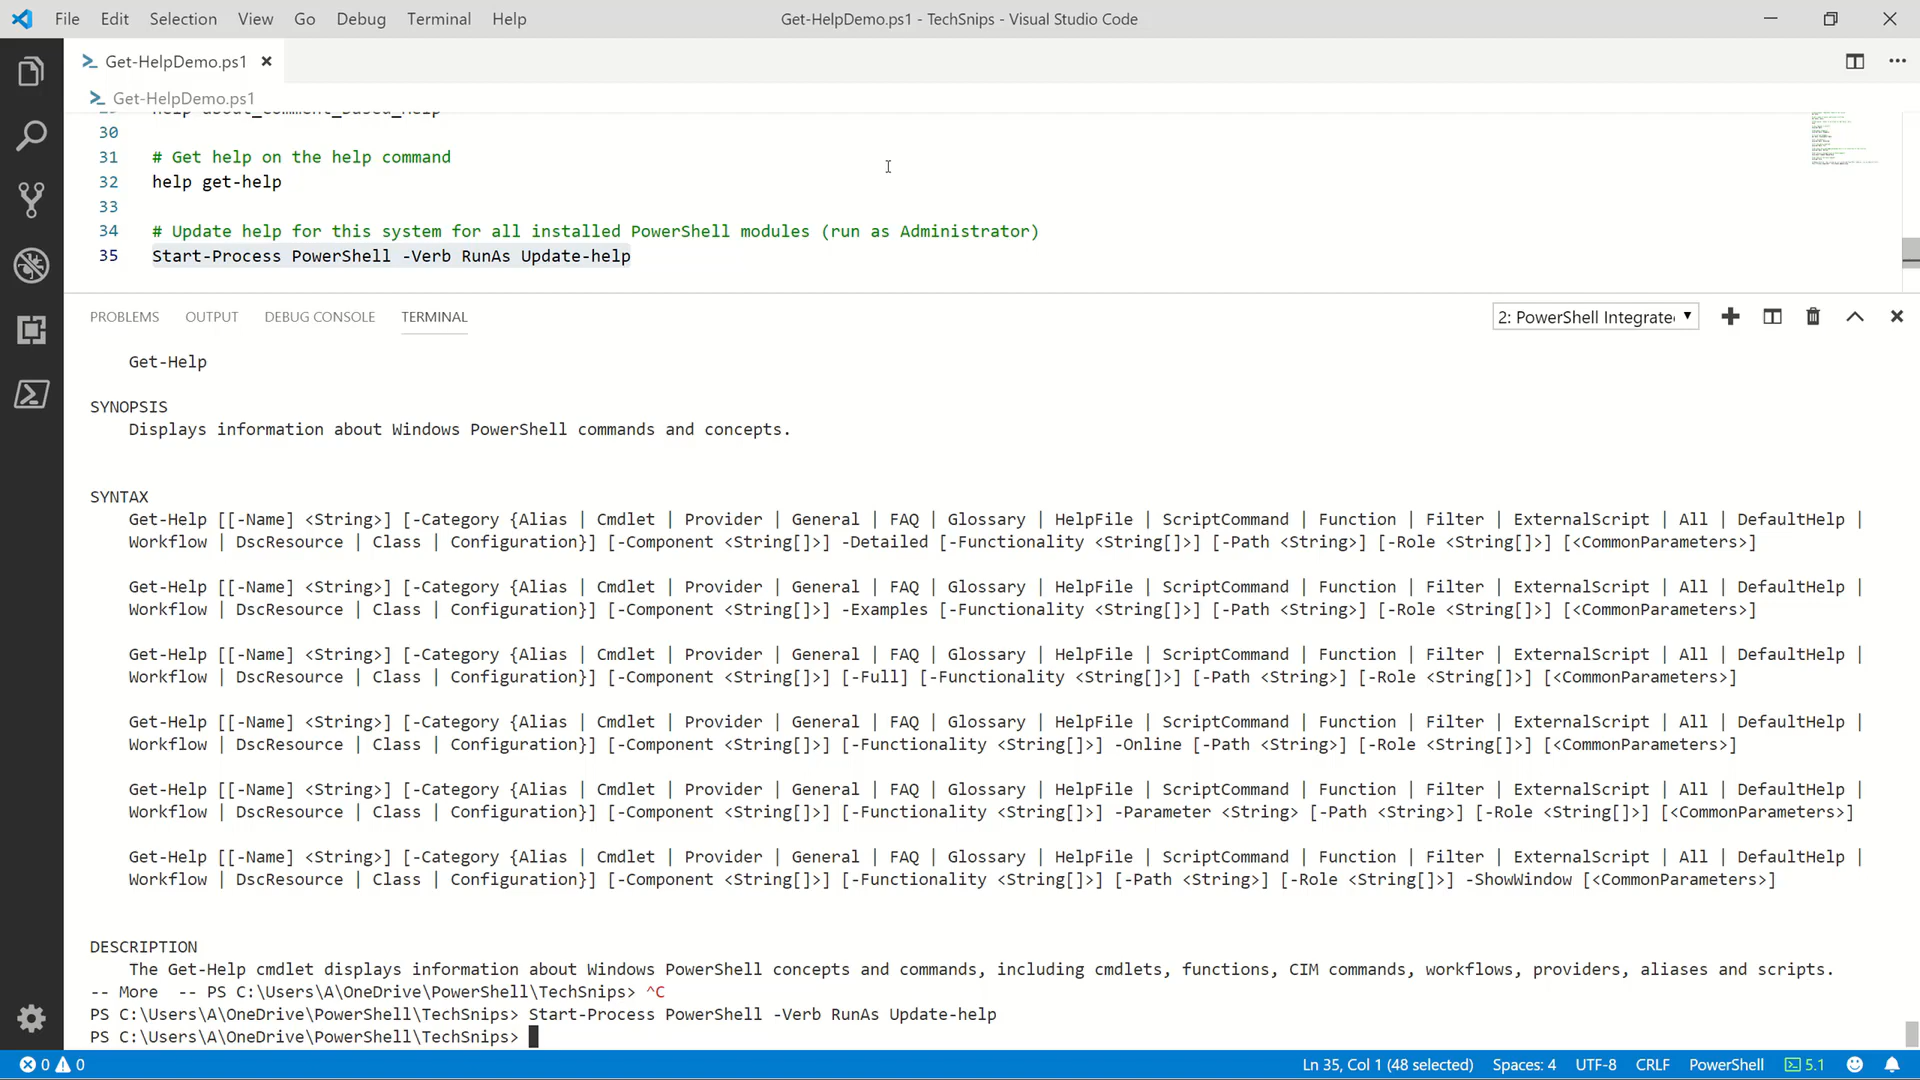 File Edit Selection View Go Debug Terminal Help Get-HelpDemo.ps1 - TechSnips - Visual Studio Code
Get-HelpDemo.ps1
Get-HelpDemo.ps1
help about_Comment_Based_Help
30
31 # Get help on the help command
32 help get-help
33
34 # Update help for this system for all installed PowerShell modules (run as Administrator)
35 Start-Process PowerShell -Verb RunAs Update-help
PROBLEMS OUTPUT DEBUG CONSOLE TERMINAL 2: PowerShell Integrate
Get-Help
SYNOPSIS
Displays information about Windows PowerShell commands and concepts.
SYNTAX
Get-Help [[-Name] <String>] [-Category {Alias | Cmdlet | Provider | General | FAQ | Glossary | HelpFile | ScriptCommand | Function | Filter | ExternalScript | All | DefaultHelp |
Workflow | DscResource | Class | Configuration}] [-Component <String[]>] -Detailed [-Functionality <String[]>] [-Path <String>] [-Role <String[]>] [<CommonParameters>]
Get-Help [[-Name] <String>] [-Category {Alias | Cmdlet | Provider | General | FAQ | Glossary | HelpFile | ScriptCommand | Function | Filter | ExternalScript | All | DefaultHelp |
Workflow | DscResource | Class | Configuration}] [-Component <String[]>] -Examples [-Functionality <String[]>] [-Path <String>] [-Role <String[]>] [<CommonParameters>]
Get-Help [[-Name] <String>] [-Category {Alias | Cmdlet | Provider | General | FAQ | Glossary | HelpFile | ScriptCommand | Function | Filter | ExternalScript | All | DefaultHelp |
Workflow | DscResource | Class | Configuration}] [-Component <String[]>] [-Full] [-Functionality <String[]>] [-Path <String>] [-Role <String[]>] [<CommonParameters>]
Get-Help [[-Name] <String>] [-Category {Alias | Cmdlet | Provider | General | FAQ | Glossary | HelpFile | ScriptCommand | Function | Filter | ExternalScript | All | DefaultHelp |
Workflow | DscResource | Class | Configuration}] [-Component <String[]>] [-Functionality <String[]>] -Online [-Path <String>] [-Role <String[]>] [<CommonParameters>]
Get-Help [[-Name] <String>] [-Category {Alias | Cmdlet | Provider | General | FAQ | Glossary | HelpFile | ScriptCommand | Function | Filter | ExternalScript | All | DefaultHelp |
Workflow | DscResource | Class | Configuration}] [-Component <String[]>] [-Functionality <String[]>] -Parameter <String> [-Path <String>] [-Role <String[]>] [<CommonParameters>]
Get-Help [[-Name] <String>] [-Category {Alias | Cmdlet | Provider | General | FAQ | Glossary | HelpFile | ScriptCommand | Function | Filter | ExternalScript | All | DefaultHelp |
Workflow | DscResource | Class | Configuration}] [-Component <String[]>] [-Functionality <String[]>] [-Path <String>] [-Role <String[]>] -ShowWindow [<CommonParameters>]
DESCRIPTION
The Get-Help cmdlet displays information about Windows PowerShell concepts and commands, including cmdlets, functions, CIM commands, workflows, providers, aliases and scripts.
-- More -- PS C:\Users\A\OneDrive\PowerShell\TechSnips> ^C
PS C:\Users\A\OneDrive\PowerShell\TechSnips> Start-Process PowerShell -Verb RunAs Update-help
PS C:\Users\A\OneDrive\PowerShell\TechSnips>
0 0 Ln 35, Col 1 (48 selected) Spaces: 4 UTF-8 CRLF PowerShell 5.1